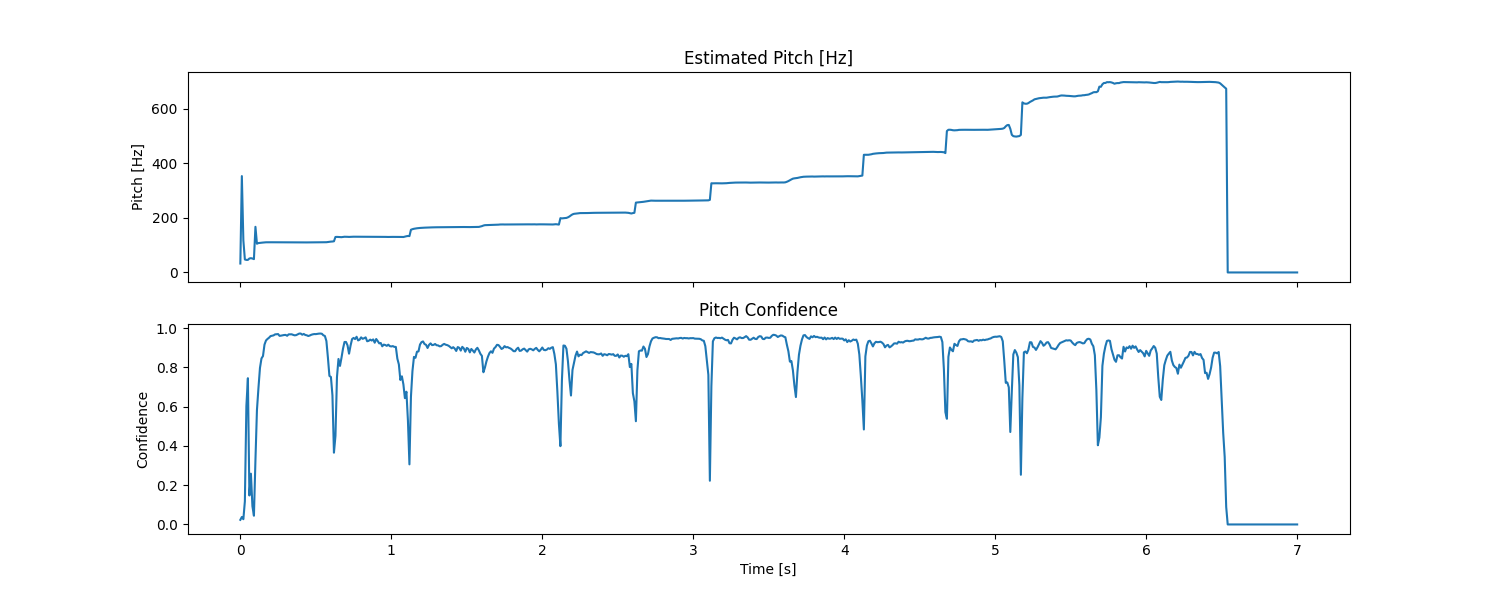 Estimated Pitch [Hz]
600
400
200
0
Pitch [Hz]
Pitch Confidence
1.0
0.8
0.6
0.4
0.2
0.0
Confidence
0 1 2 3 4 5 6 7
Time [s]